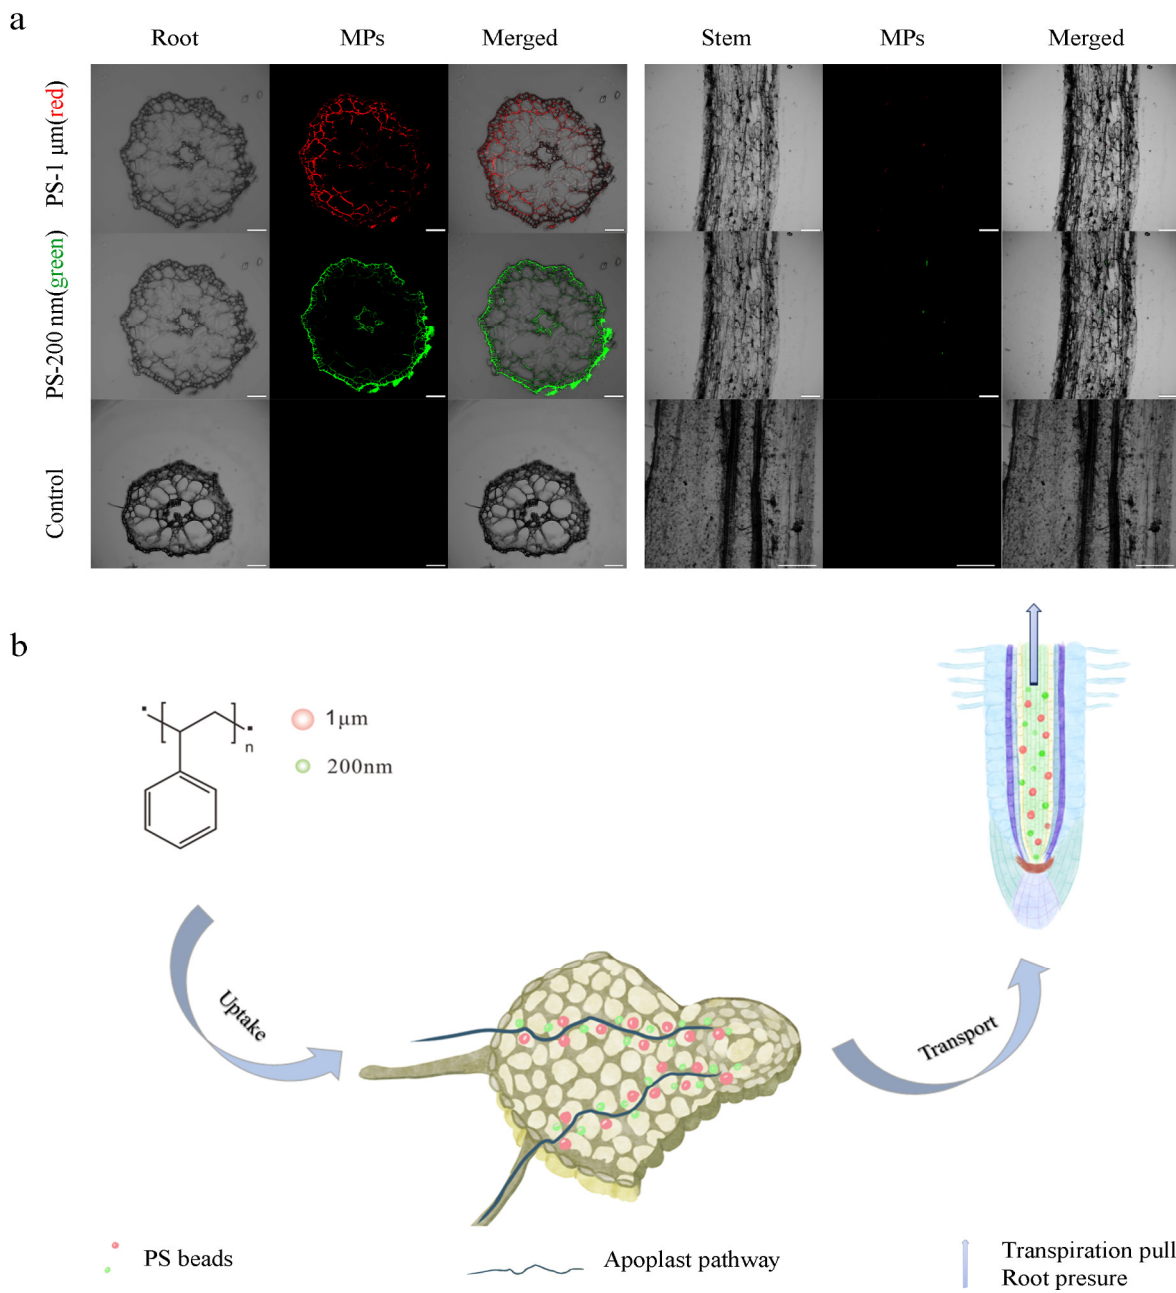 a
Root MPs Merged Stem MPs Merged
PS-1 μm(red)
PS-200 nm(green)
Control
b
n
1μm
200nm
Uptake
Transport
PS beads
Apoplast pathway
Transpiration pull
Root presure